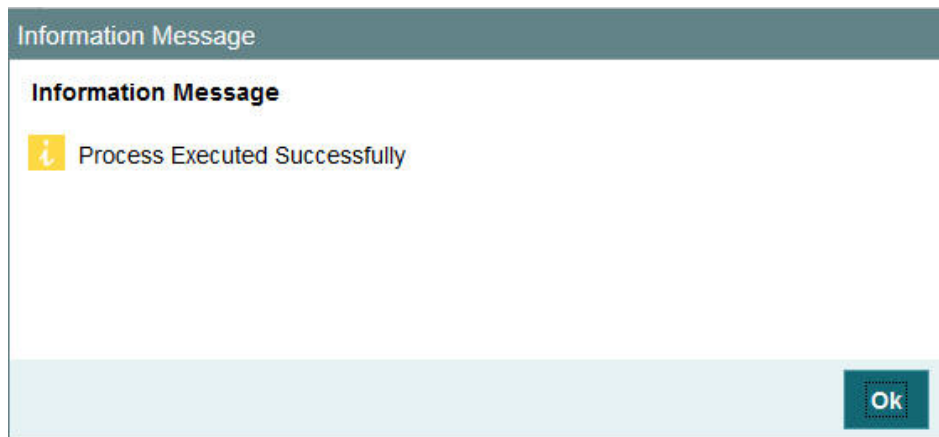 Information Message
Information Message
i Process Executed Successfully
Ok